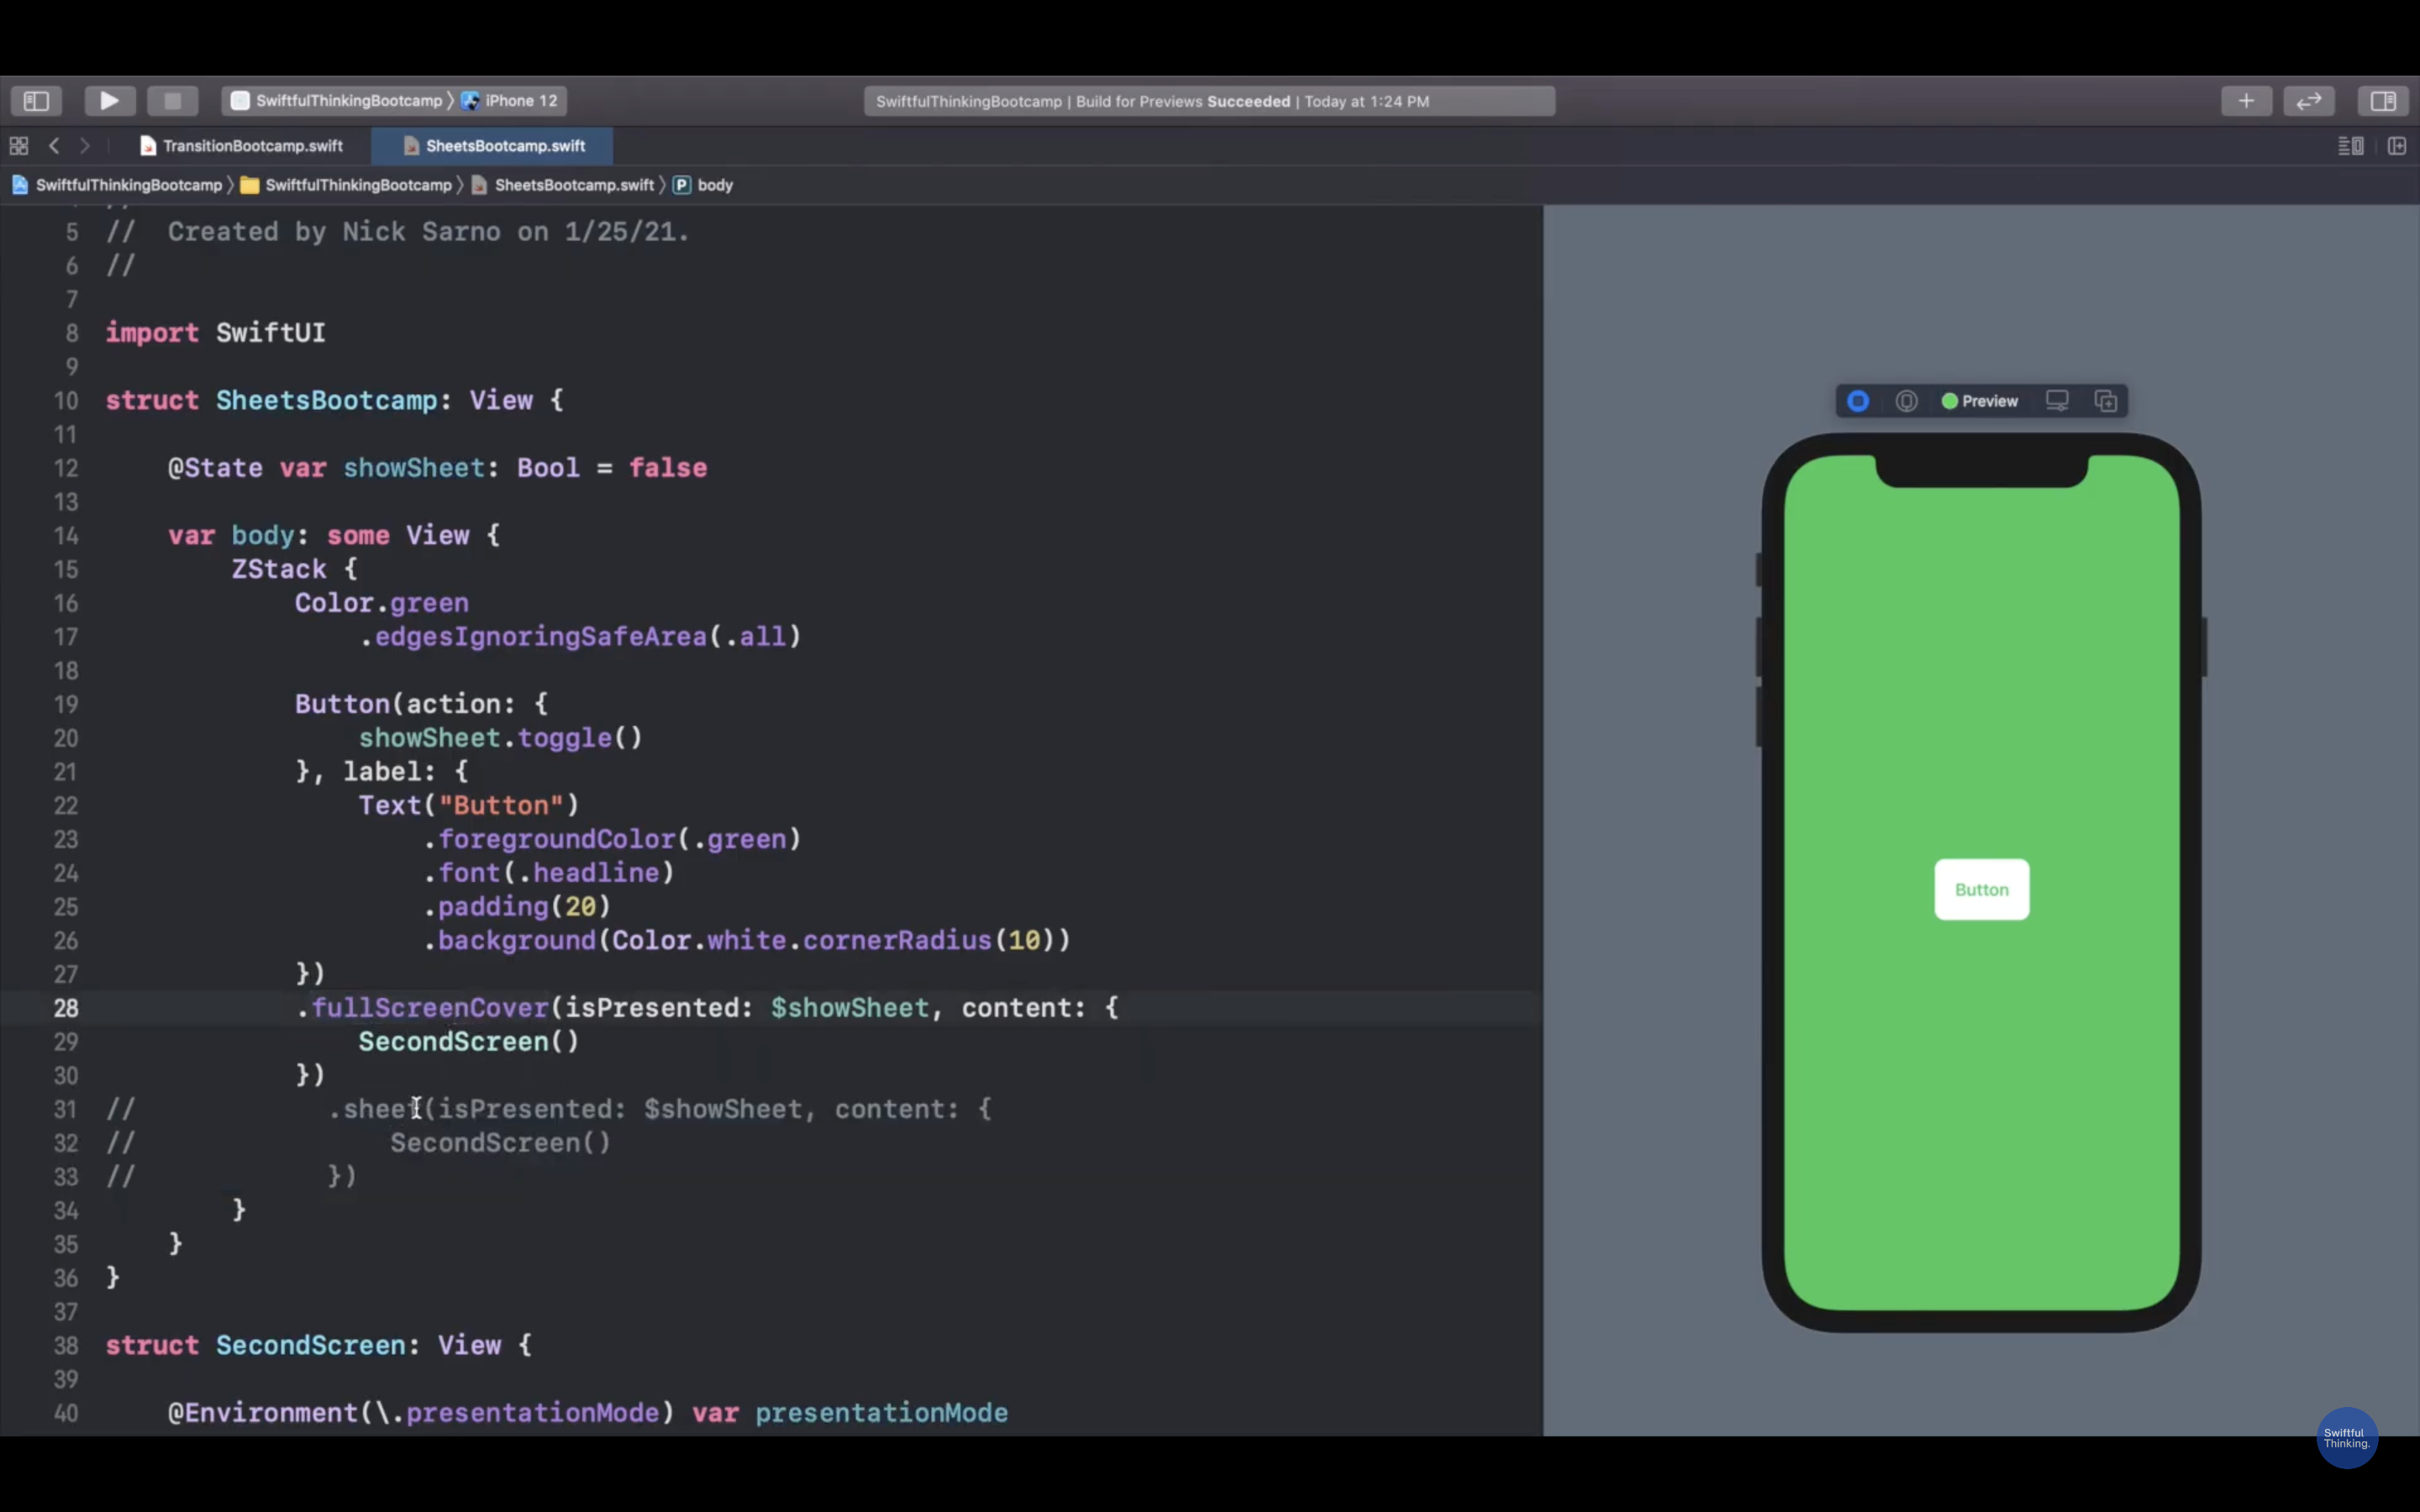 SwiftfulThinkingBootcamp 〉 iPhone 12
SwiftfulThinkingBootcamp | Build for Previews Succeeded | Today at 1:24 PM
TransitionBootcamp.swift
SheetsBootcamp.swift
SwiftfulThinkingBootcamp 〉 SwiftfulThinkingBootcamp 〉 SheetsBootcamp.swift 〉 P body
5 //  Created by Nick Sarno on 1/25/21.
6 //
7
8 import SwiftUI
9
10 struct SheetsBootcamp: View {
11
12     @State var showSheet: Bool = false
13
14     var body: some View {
15         ZStack {
16             Color.green
17                 .edgesIgnoringSafeArea(.all)
18
19             Button(action: {
20                 showSheet.toggle()
21             }, label: {
22                 Text("Button")
23                     .foregroundColor(.green)
24                     .font(.headline)
25                     .padding(20)
26                     .background(Color.white.cornerRadius(10))
27             })
28             .fullScreenCover(isPresented: $showSheet, content: {
29                 SecondScreen()
30             })
31 //            .sheet(isPresented: $showSheet, content: {
32 //                SecondScreen()
33 //            })
34         }
35     }
36 }
37
38 struct SecondScreen: View {
39
40     @Environment(\.presentationMode) var presentationMode
Preview
Button
Swiftful
Thinking.